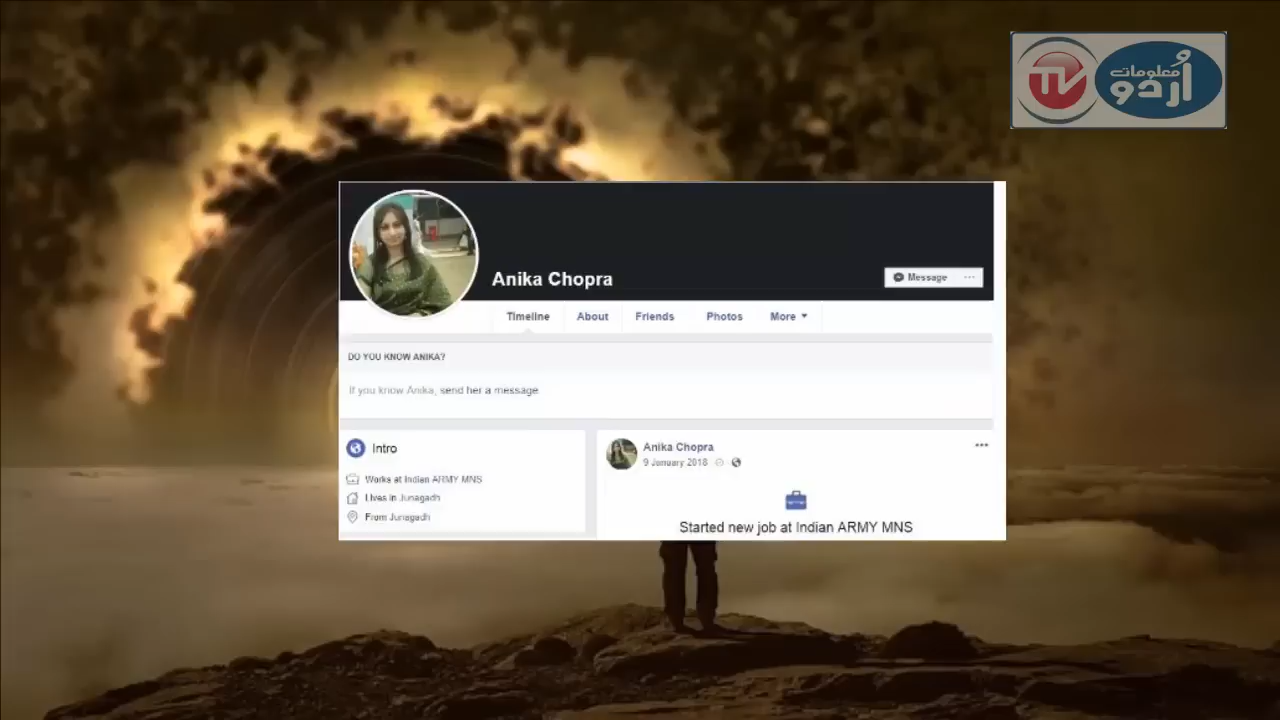 TV
معلومات
اُردو
Anika Chopra
Message
Timeline
About
Friends
Photos
More
DO YOU KNOW ANIKA?
If you know Anika, send her a message
Intro
Works at Indian ARMY MNS
Lives in Junagadh
From Junagadh
Anika Chopra
9 January 2018
Started new job at Indian ARMY MNS